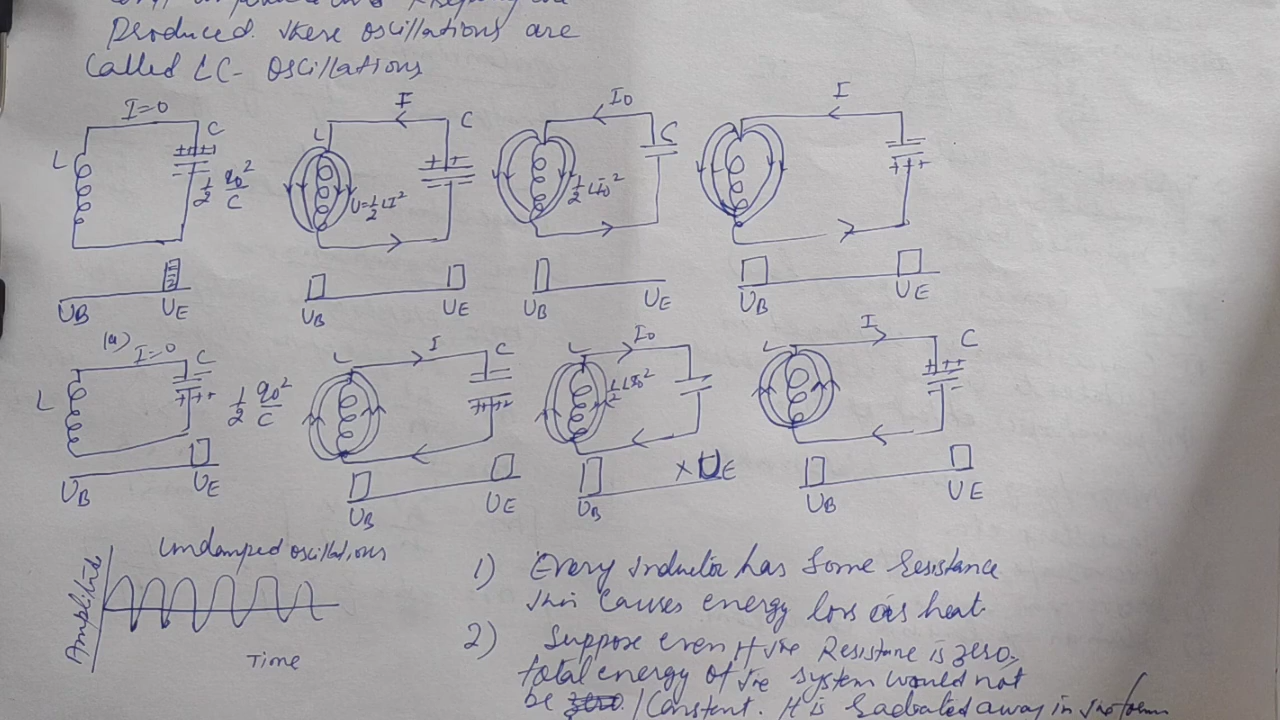 Produced. These oscillations are
Called LC- Oscillations
I=0
C
L
1/2 q0²/C
UB UE
I
L
C
U=1/2 LI²
UB UE
I0
C
1/2 LI0²
UB UE
I
UB UE
(a)
I=0
C
L
1/2 q0²/C
UB UE
L
I
C
UB UE
L
I0
1/2 LI0²
UB × UE
L
I
C
UB UE
Undamped oscillations
Amplitude
Time
1) Every inductor has Some Resistance
This Causes energy loss as heat
2) Suppose even if the Resistance is zero,
total energy of the system would not
be / Constant. It is radiated away in the form